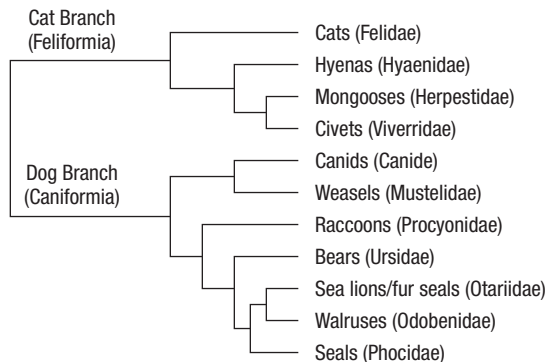 Cat Branch
(Feliformia)
Cats (Felidae)
Hyenas (Hyaenidae)
Mongooses (Herpestidae)
Civets (Viverridae)
Dog Branch
(Caniformia)
Canids (Canide)
Weasels (Mustelidae)
Raccoons (Procyonidae)
Bears (Ursidae)
Sea lions/fur seals (Otariidae)
Walruses (Odobenidae)
Seals (Phocidae)